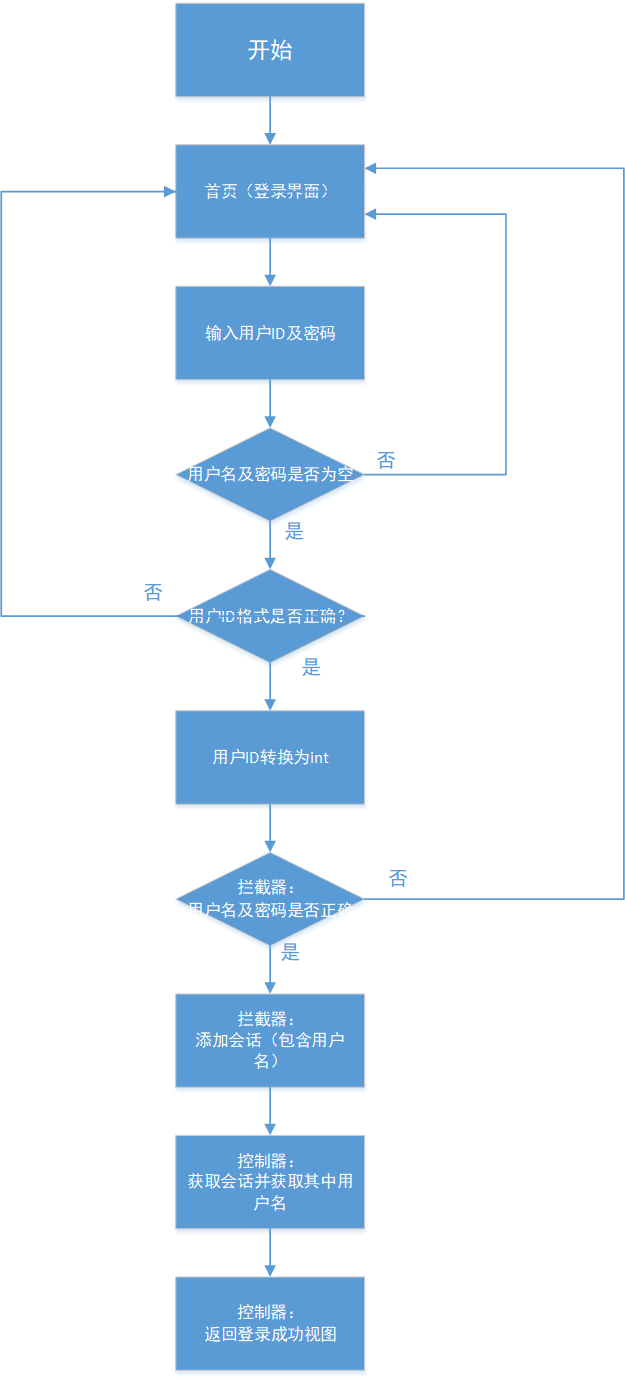 开始
首页（登录界面）
输入用户ID及密码
用户名及密码是否为空
否
是
否
用户ID格式是否正确？
是
用户ID转换为int
拦截器：
用户名及密码是否正确
否
是
拦截器：
添加会话（包含用户
名）
控制器：
获取会话并获取其中用
户名
控制器：
返回登录成功视图